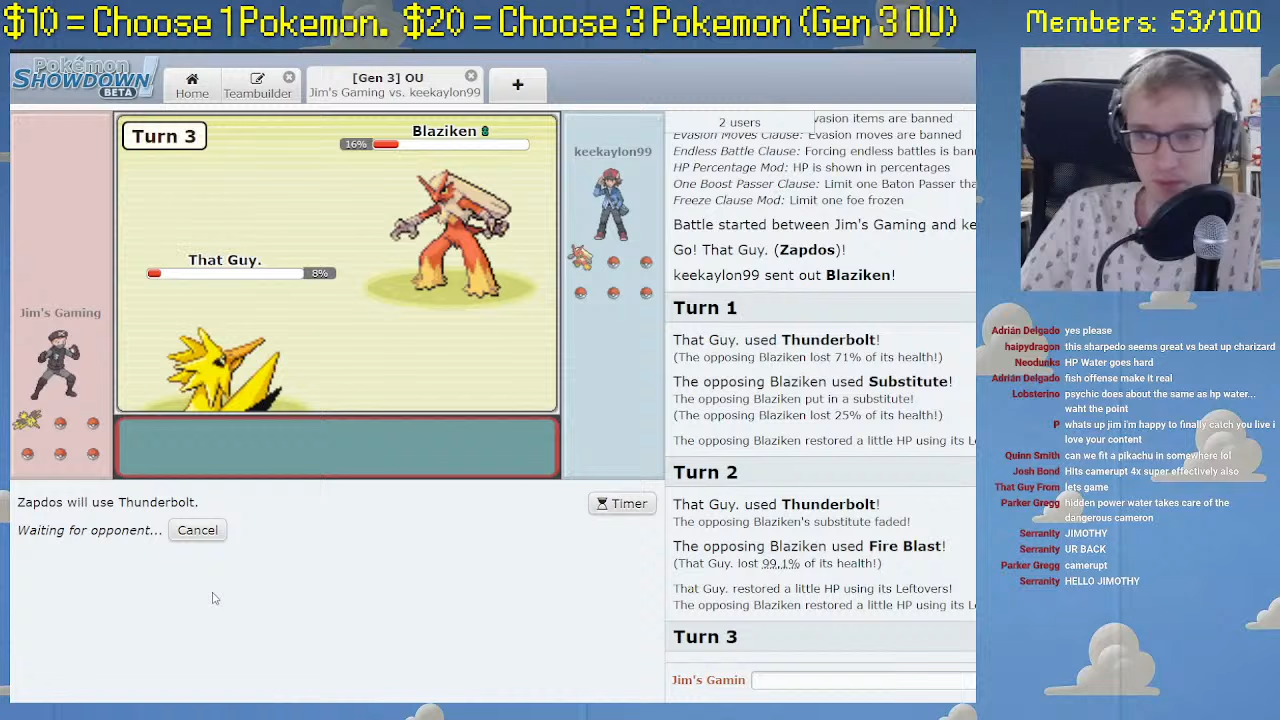 $10 = Choose 1 Pokemon. $20 = Choose 3 Pokemon (Gen 3 OU)
Members: 53/100
Pokémon
SHOWDOWN!
BETA
Home
Teambuilder
[Gen 3] OU
Jim's Gaming vs. keekaylon99
+
Turn 3
Blaziken
16%
That Guy.
8%
Jim's Gaming
keekaylon99
Zapdos will use Thunderbolt.
Waiting for opponent...
Cancel
Timer
2 users
vasion items are banned
Evasion Moves Clause: Evasion moves are banned
Endless Battle Clause: Forcing endless battles is ban
HP Percentage Mod: HP is shown in percentages
One Boost Passer Clause: Limit one Baton Passer tha
Freeze Clause Mod: Limit one foe frozen
Battle started between Jim's Gaming and ke
Go! That Guy. (Zapdos)!
keekaylon99 sent out Blaziken!
Turn 1
That Guy. used Thunderbolt!
(The opposing Blaziken lost 71% of its health!)
The opposing Blaziken used Substitute!
The opposing Blaziken put in a substitute!
(The opposing Blaziken lost 25% of its health!)
The opposing Blaziken restored a little HP using its L
Turn 2
That Guy. used Thunderbolt!
The opposing Blaziken's substitute faded!
The opposing Blaziken used Fire Blast!
(That Guy. lost 99.1% of its health!)
That Guy. restored a little HP using its Leftovers!
The opposing Blaziken restored a little HP using its L
Turn 3
Jim's Gamin
Adrián Delgado yes please
haipydragon this sharpedo seems great vs beat up charizard
Neodunks HP Water goes hard
Adrián Delgado fish offense make it real
Lobsterino psychic does about the same as hp water...
waht the point
P whats up jim i'm happy to finally catch you live i
love your content
Quinn Smith can we fit a pikachu in somewhere lol
Josh Bond Hits camerupt 4x super effectively also
That Guy From lets game
Parker Gregg hidden power water takes care of the
dangerous cameron
Serranity JIMOTHY
Serranity UR BACK
Parker Gregg camerupt
Serranity HELLO JIMOTHY